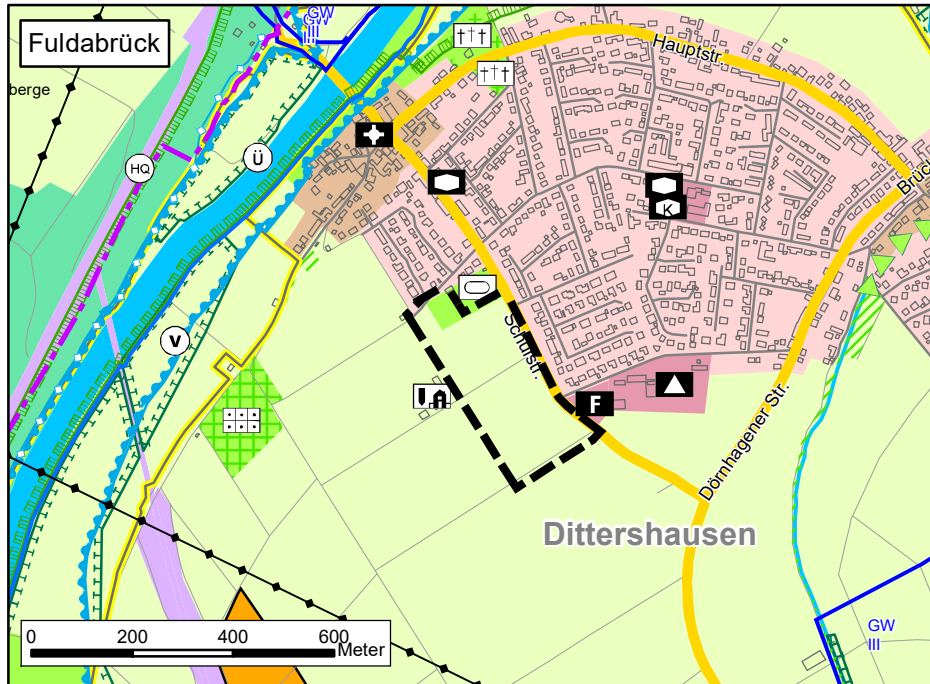 Fuldabrück
GW
III
Hauptstr.
berge
HQ
Ü
Brüc
K
V
Schulstr.
F
Dörnhagener Str.
Dittershausen
0 200 400 600
Meter
GW
III